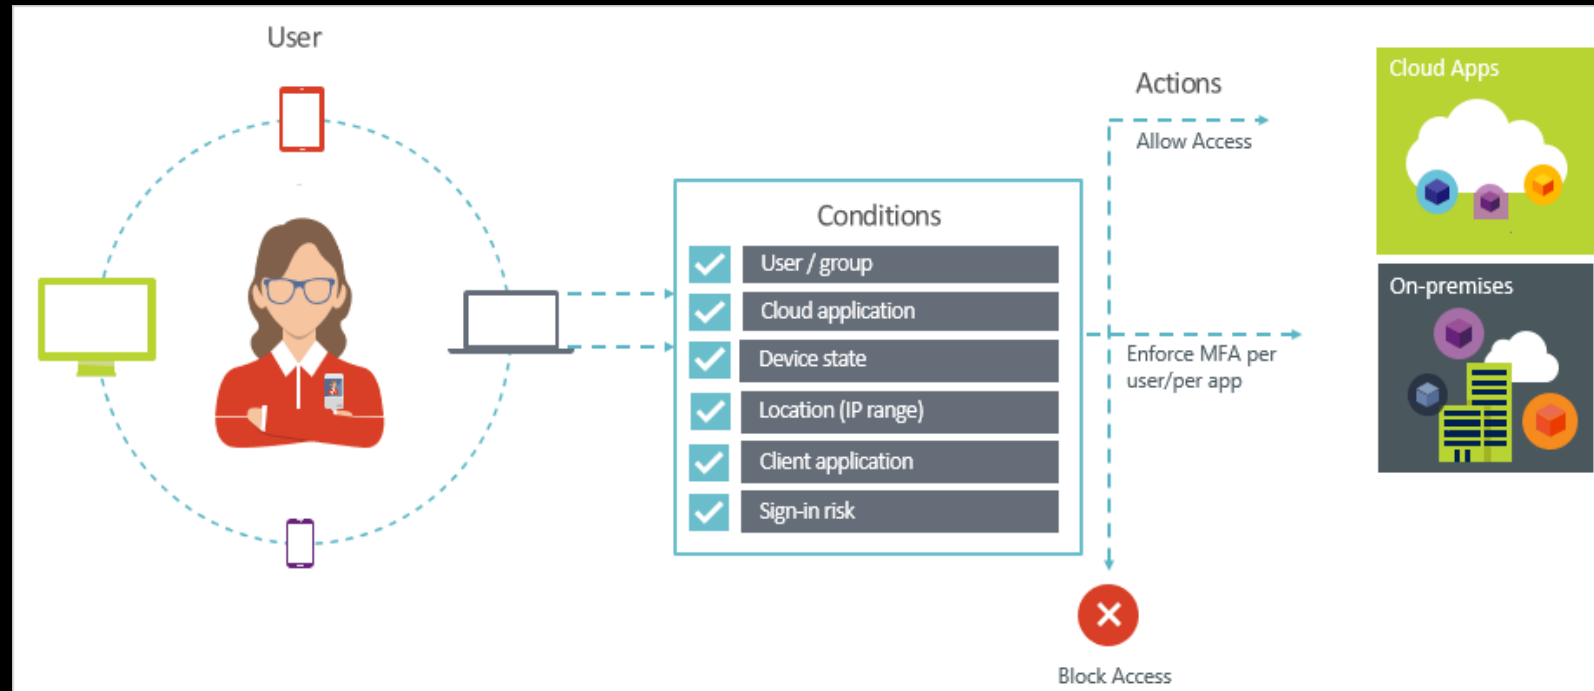 User
Conditions
User / group
Cloud application
Device state
Location (IP range)
Client application
Sign-in risk
Actions
Allow Access
Enforce MFA per
user/per app
Block Access
Cloud Apps
On-premises